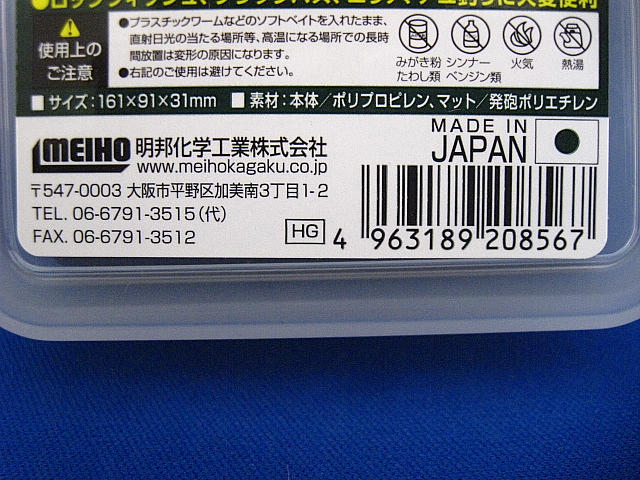 使用上の
ご注意
●プラスチックワームなどのソフトベイトを入れたまま、
直射日光の当たる場所等、高温になる場所での長時
間放置は変形の原因になります。
●右記のご使用は避けてください。
みがき粉
たわし類
シンナー
ベンジン類
火気
熱湯
■サイズ:161×91×31mm ■素材:本体/ポリプロピレン、マット/発砲ポリエチレン
MEIHO 明邦化学工業株式会社
www.meihokagaku.co.jp
〒547-0003 大阪市平野区加美南3丁目1-2
TEL. 06-6791-3515(代)
FAX. 06-6791-3512
HG
MADE IN
JAPAN
4 963189 208567